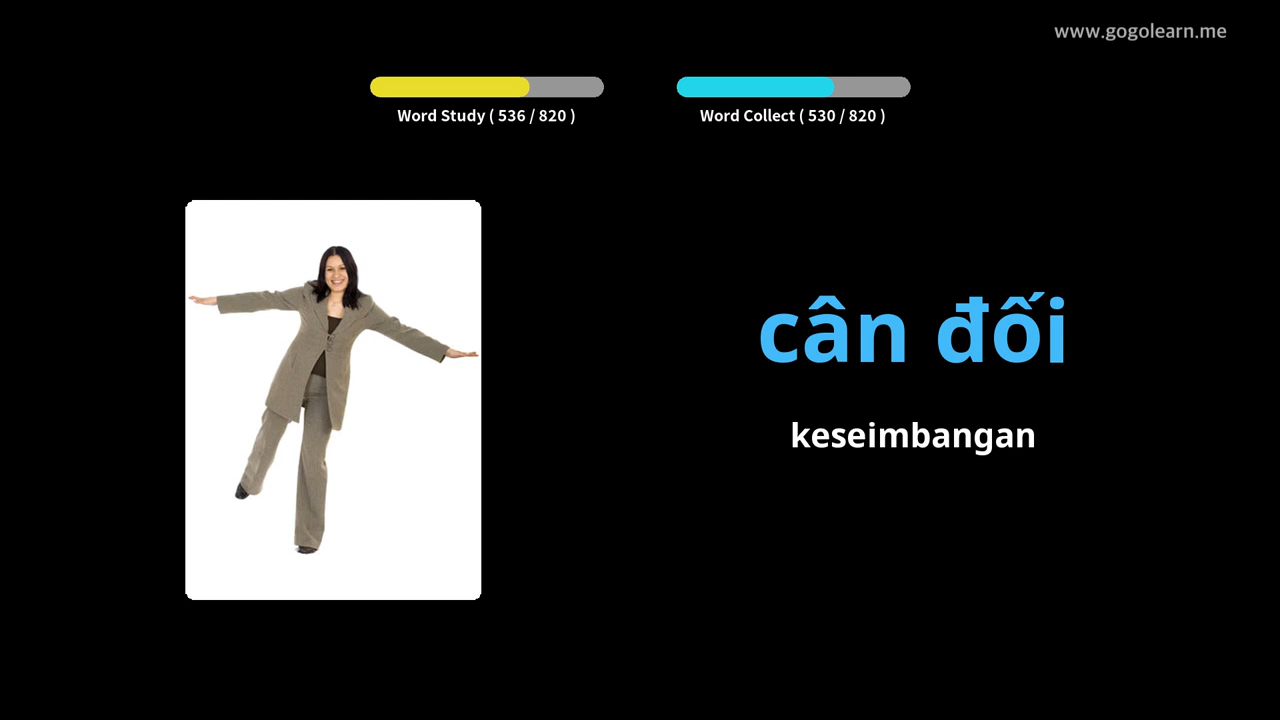 www.gogolearn.me
Word Study ( 536 / 820 )
Word Collect ( 530 / 820 )
cân đối
keseimbangan